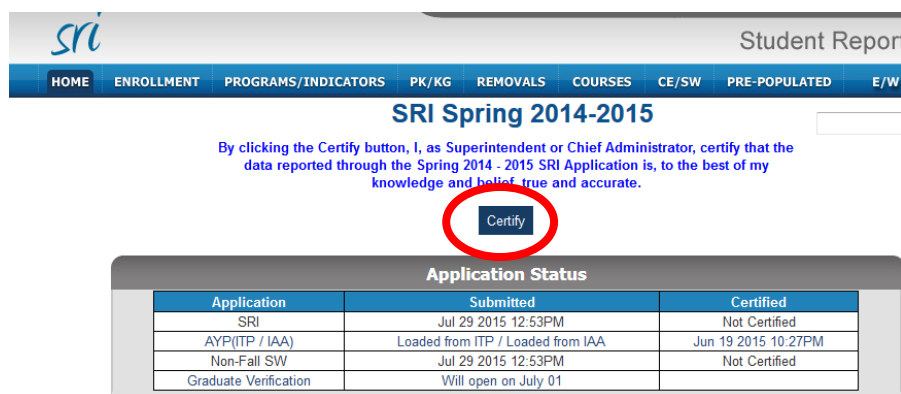 sri
Student Repor
HOME ENROLLMENT PROGRAMS/INDICATORS PK/KG REMOVALS COURSES CE/SW PRE-POPULATED E/W
SRI Spring 2014-2015
By clicking the Certify button, I, as Superintendent or Chief Administrator, certify that the
data reported through the Spring 2014 - 2015 SRI Application is, to the best of my
knowledge and belief, true and accurate.
Certify
Application Status
Application Submitted Certified
SRI Jul 29 2015 12:53PM Not Certified
AYP(ITP / IAA) Loaded from ITP / Loaded from IAA Jun 19 2015 10:27PM
Non-Fall SW Jul 29 2015 12:53PM Not Certified
Graduate Verification Will open on July 01